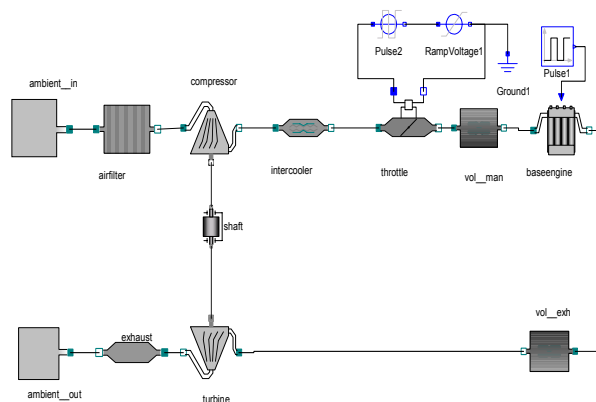 Pulse2
RampVoltage1
ambient__in
compressor
Ground1
Pulse1
airfilter
intercooler
throttle
vol__man
baseengine
shaft
exhaust
vol__exh
ambient__out
turbine